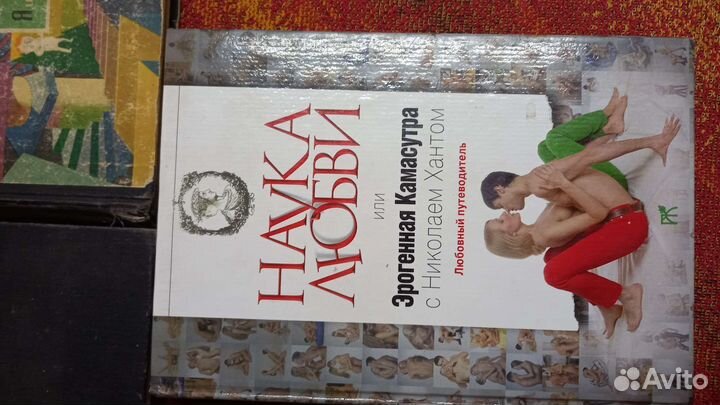 Я
НАУКА
ЛЮБВИ
или
Эрогенная Камасутра
с Николаем Хантом
Любовный путеводитель
Avito